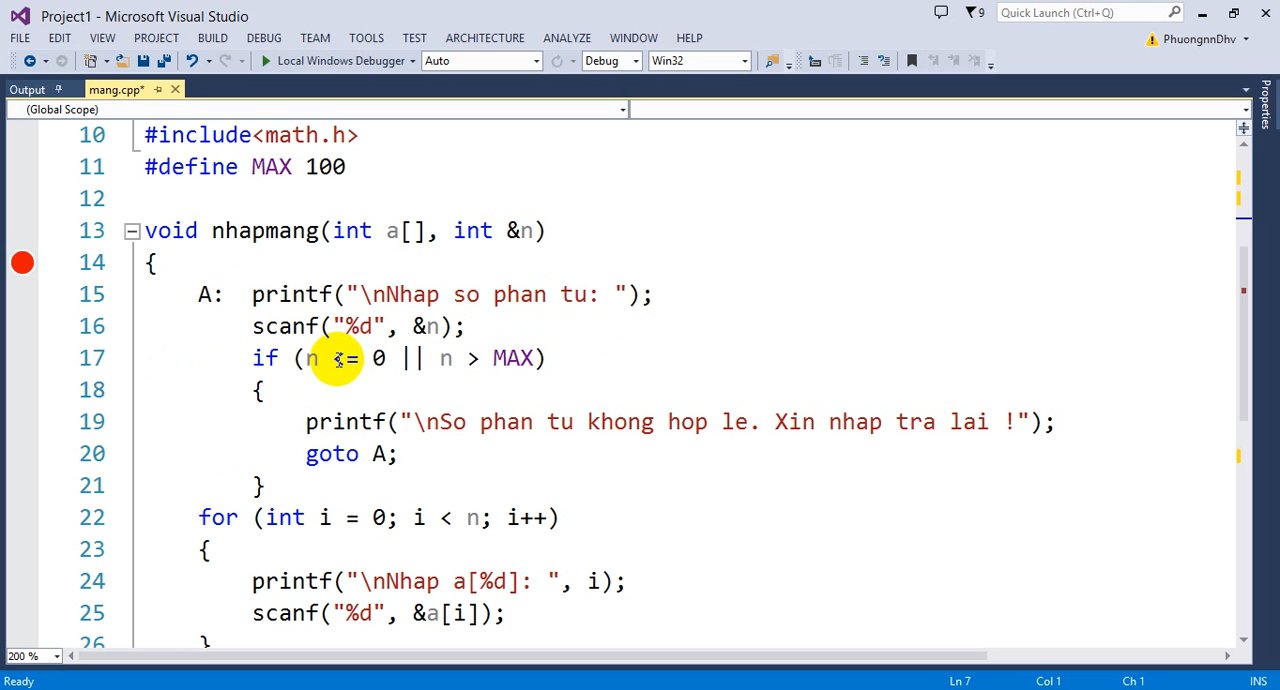 Project1 - Microsoft Visual Studio
9
Quick Launch (Ctrl+Q)
FILE EDIT VIEW PROJECT BUILD DEBUG TEAM TOOLS TEST ARCHITECTURE ANALYZE WINDOW HELP
PhuongnnDhv
Local Windows Debugger Auto Debug Win32
Output mang.cpp*
(Global Scope)
Properties
10 #include<math.h>
11 #define MAX 100
12
13 void nhapmang(int a[], int &n)
14 {
15 A: printf("\nNhap so phan tu: ");
16 scanf("%d", &n);
17 if (n <= 0 || n > MAX)
18 {
19 printf("\nSo phan tu khong hop le. Xin nhap tra lai !");
20 goto A;
21 }
22 for (int i = 0; i < n; i++)
23 {
24 printf("\nNhap a[%d]: ", i);
25 scanf("%d", &a[i]);
26 }
200 %
Ready Ln 7 Col 1 Ch 1 INS